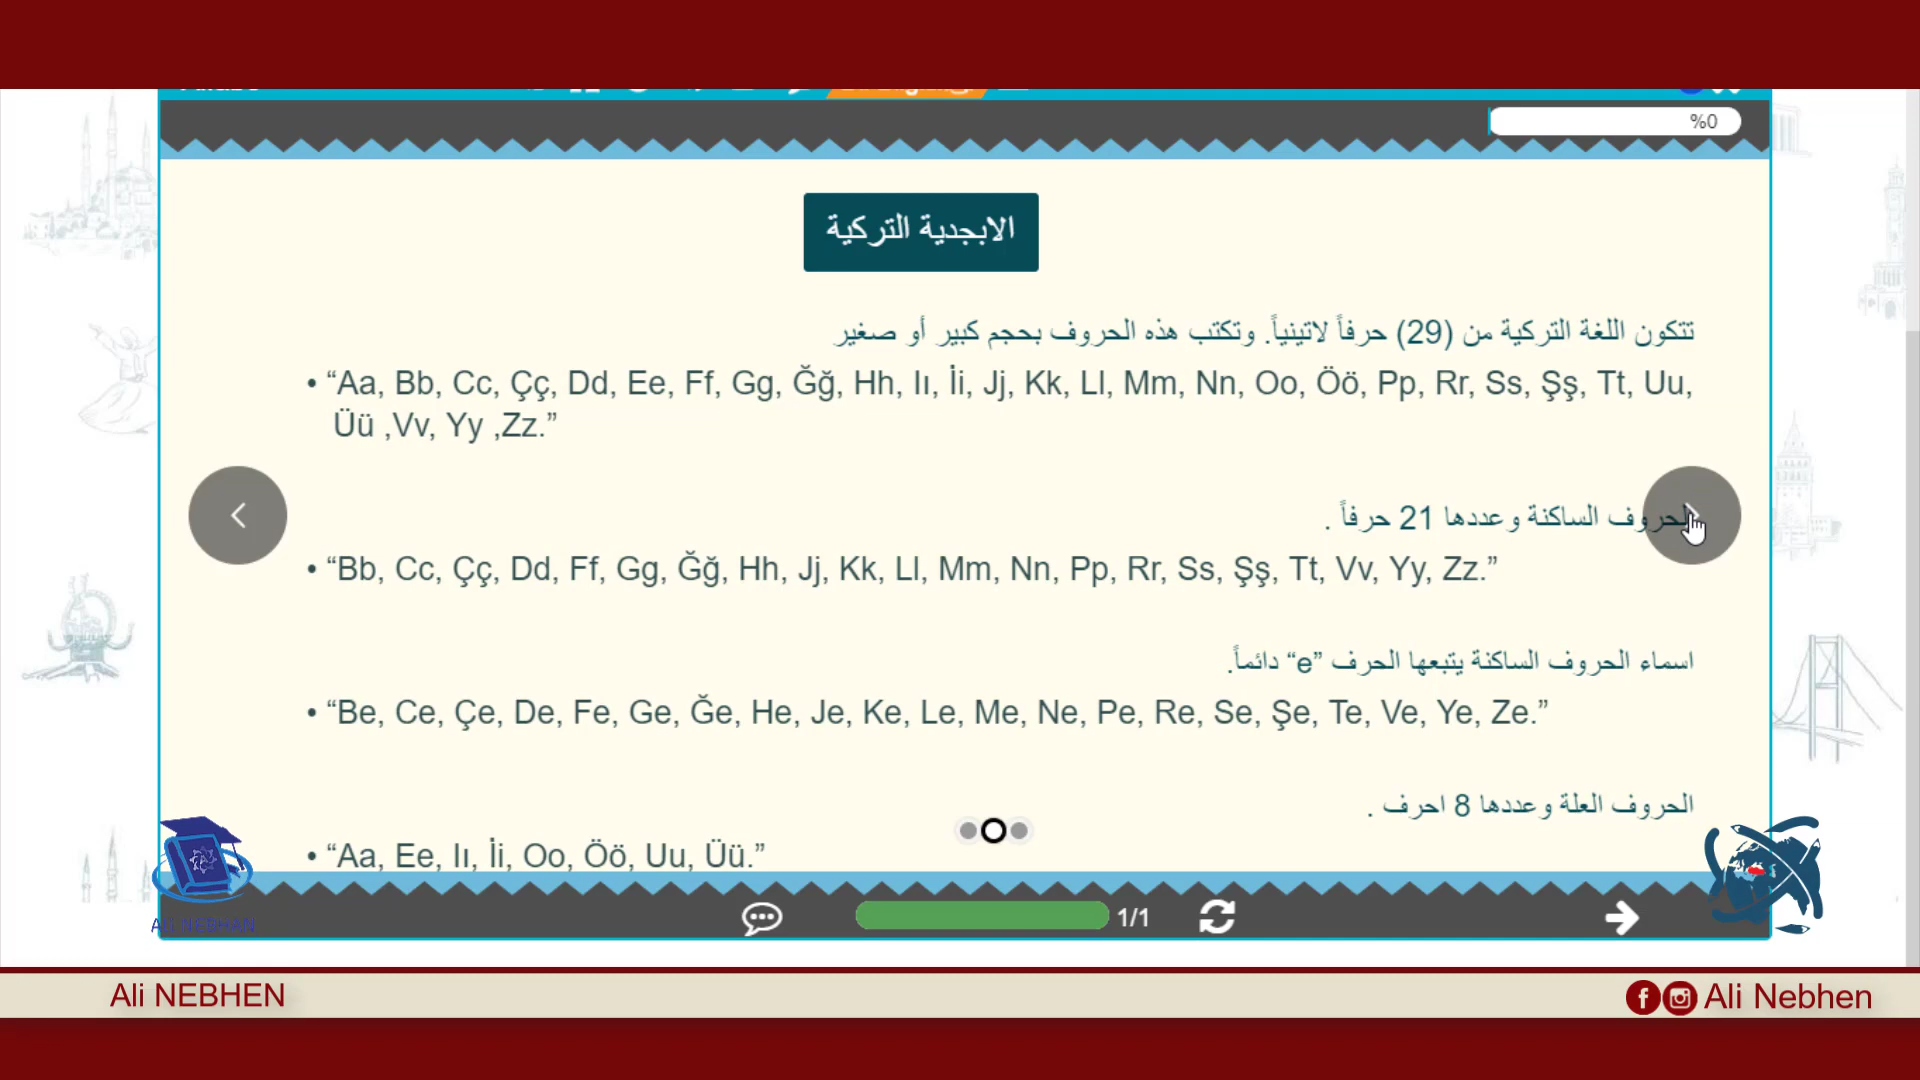 %0
الابجدية التركية
تتكون اللغة التركية من (29) حرفاً لاتينياً. وتكتب هذه الحروف بحجم كبير أو صغير
• “Aa, Bb, Cc, Çç, Dd, Ee, Ff, Gg, Ğğ, Hh, Iı, İi, Jj, Kk, Ll, Mm, Nn, Oo, Öö, Pp, Rr, Ss, Şş, Tt, Uu,
Üü ,Vv, Yy ,Zz.”
الحروف الساكنة وعددها 21 حرفاً .
• “Bb, Cc, Çç, Dd, Ff, Gg, Ğğ, Hh, Jj, Kk, Ll, Mm, Nn, Pp, Rr, Ss, Şş, Tt, Vv, Yy, Zz.”
اسماء الحروف الساكنة يتبعها الحرف “e” دائماً.
• “Be, Ce, Çe, De, Fe, Ge, Ğe, He, Je, Ke, Le, Me, Ne, Pe, Re, Se, Şe, Te, Ve, Ye, Ze.”
الحروف العلة وعددها 8 احرف .
• “Aa, Ee, Iı, İi, Oo, Öö, Uu, Üü.”
1/1
Ali NEBHAN
Ali NEBHEN
Ali Nebhen